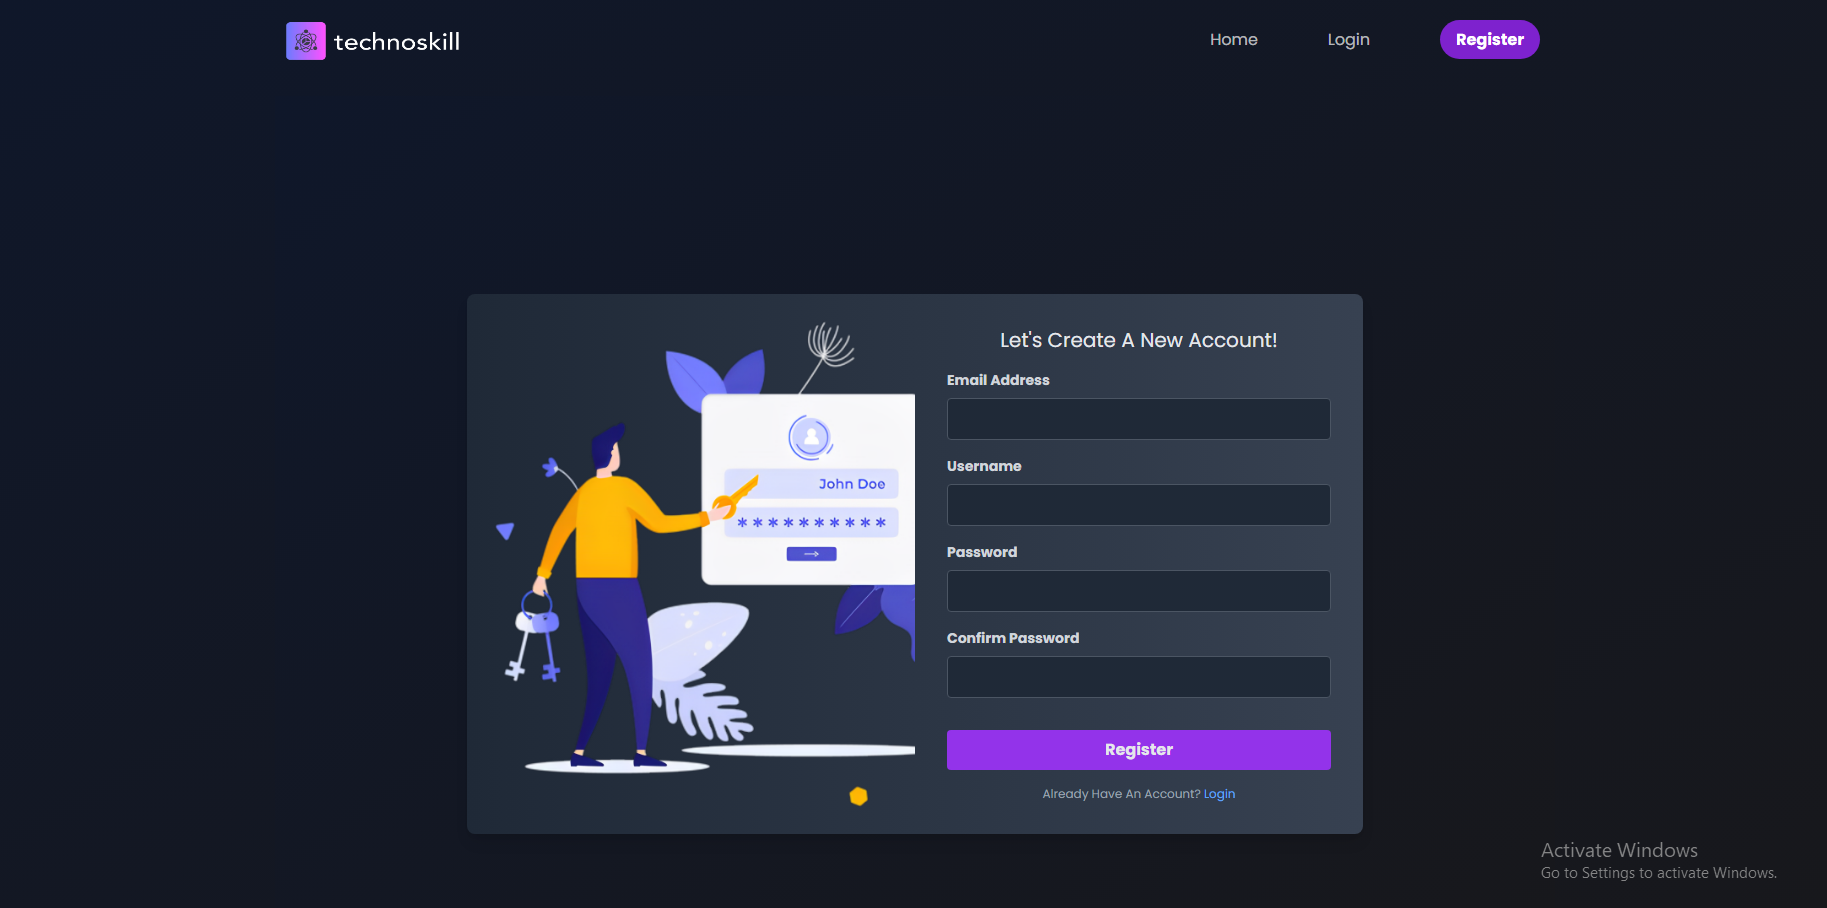 technoskill
Home
Login
Register
Let's Create A New Account!
Email Address
Username
Password
Confirm Password
Register
Already Have An Account? Login
John Doe
**********
Activate Windows
Go to Settings to activate Windows.